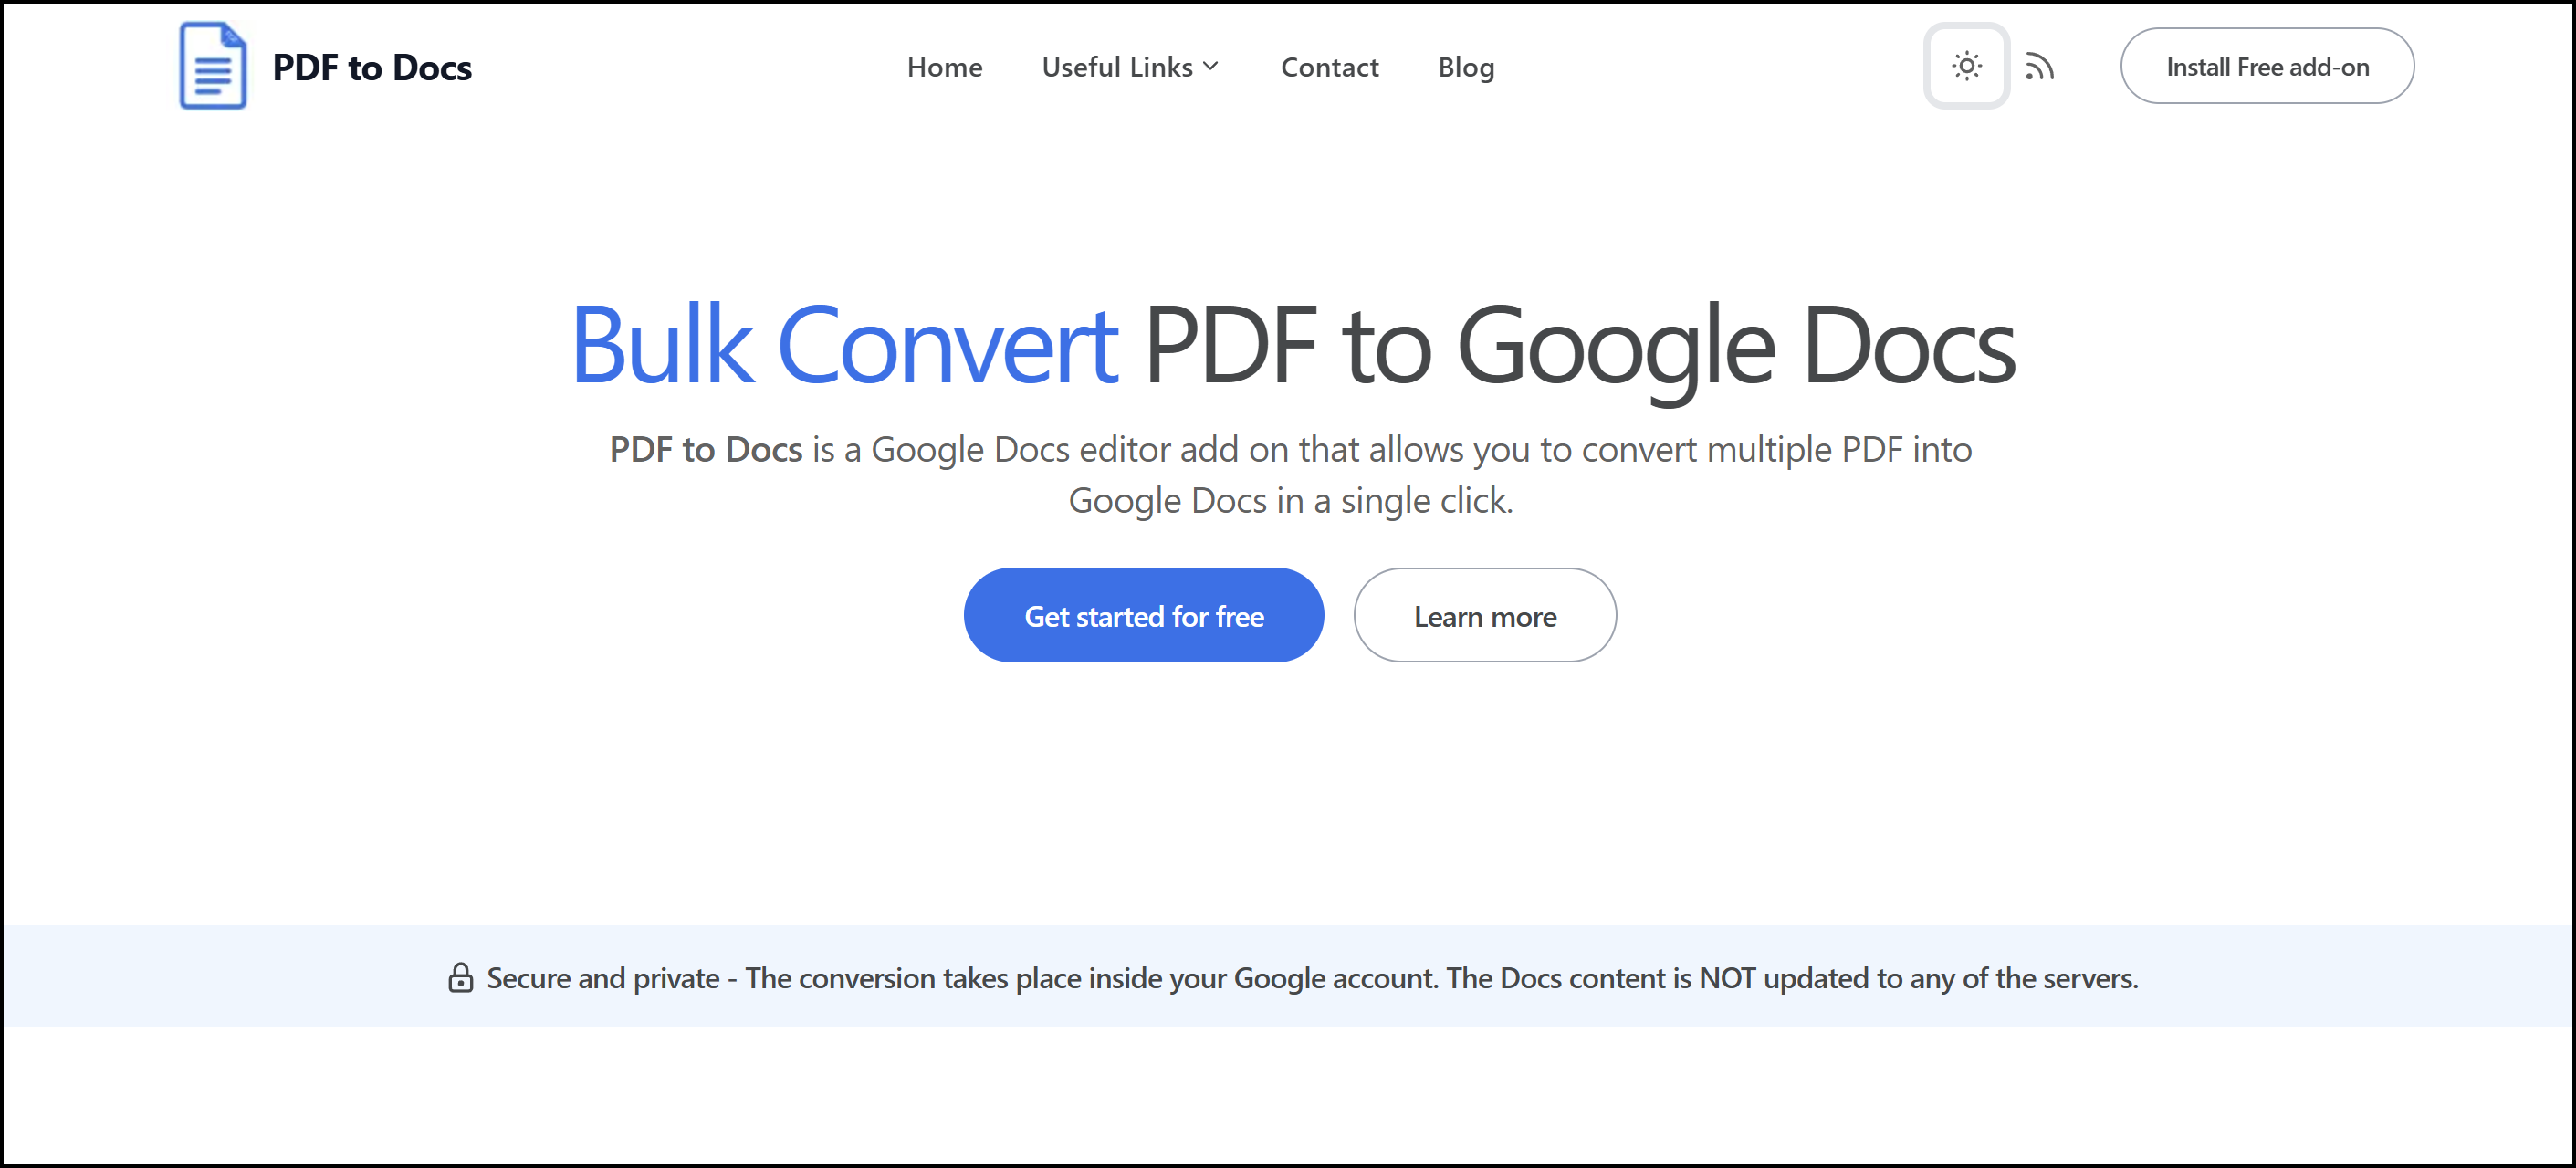 PDF to Docs
Home
Useful Links
Contact
Blog
Install Free add-on
Bulk Convert PDF to Google Docs
PDF to Docs is a Google Docs editor add on that allows you to convert multiple PDF into
Google Docs in a single click.
Get started for free
Learn more
Secure and private - The conversion takes place inside your Google account. The Docs content is NOT updated to any of the servers.